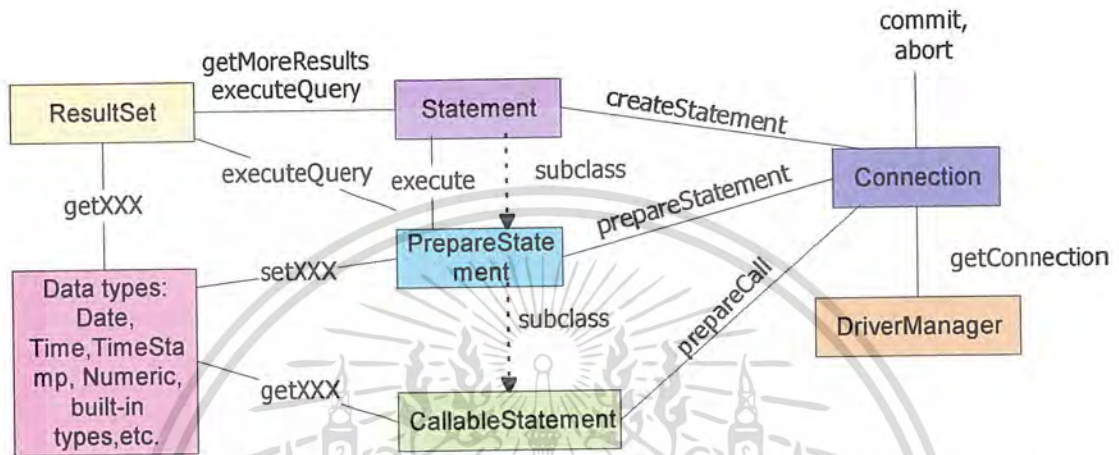 commit,
abort
getMoreResults
executeQuery
ResultSet
Statement
createStatement
executeQuery
execute
subclass
prepareStatement
Connection
getXXX
PrepareState
ment
setXXX
getConnection
Data types:
Date,
Time,TimeSta
mp, Numeric,
built-in
types,etc.
subclass
prepareCall
DriverManager
getXXX
CallableStatement